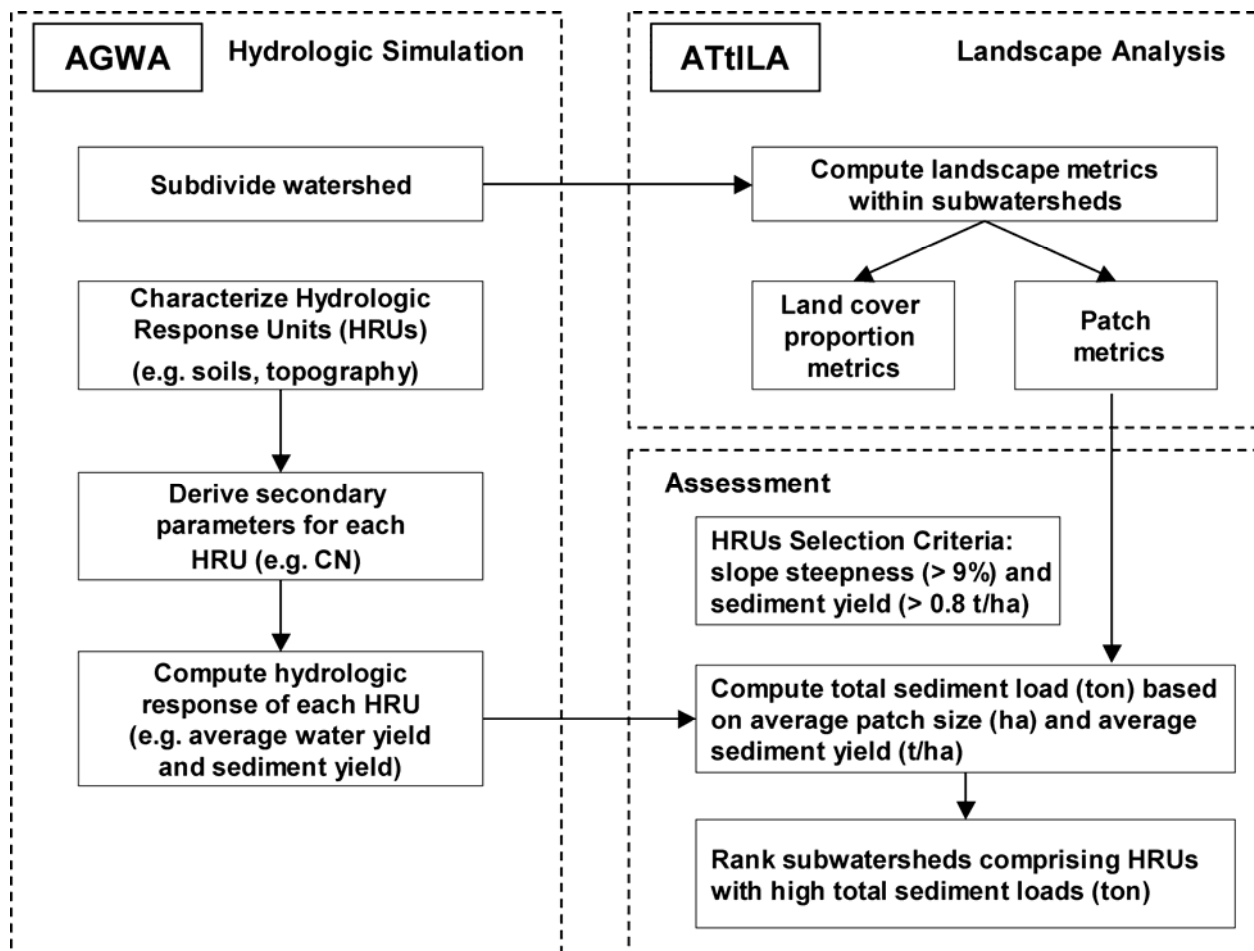 AGWA
Hydrologic Simulation
Subdivide watershed
Characterize Hydrologic
Response Units (HRUs)
(e.g. soils, topography)
Derive secondary
parameters for each
HRU (e.g. CN)
Compute hydrologic
response of each HRU
(e.g. average water yield
and sediment yield)
ATtILA
Landscape Analysis
Compute landscape metrics
within subwatersheds
Land cover
proportion
metrics
Patch
metrics
Assessment
HRUs Selection Criteria:
slope steepness (> 9%) and
sediment yield (> 0.8 t/ha)
Compute total sediment load (ton) based
on average patch size (ha) and average
sediment yield (t/ha)
Rank subwatersheds comprising HRUs
with high total sediment loads (ton)